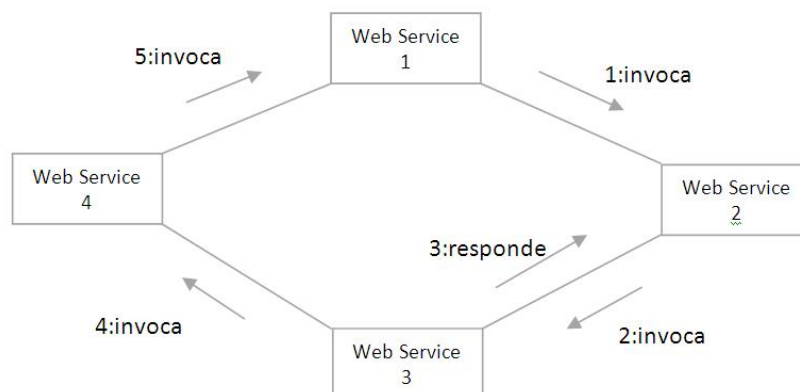 Web Service
1
5:invoca
1:invoca
Web Service
4
Web Service
2
3:responde
4:invoca
2:invoca
Web Service
3